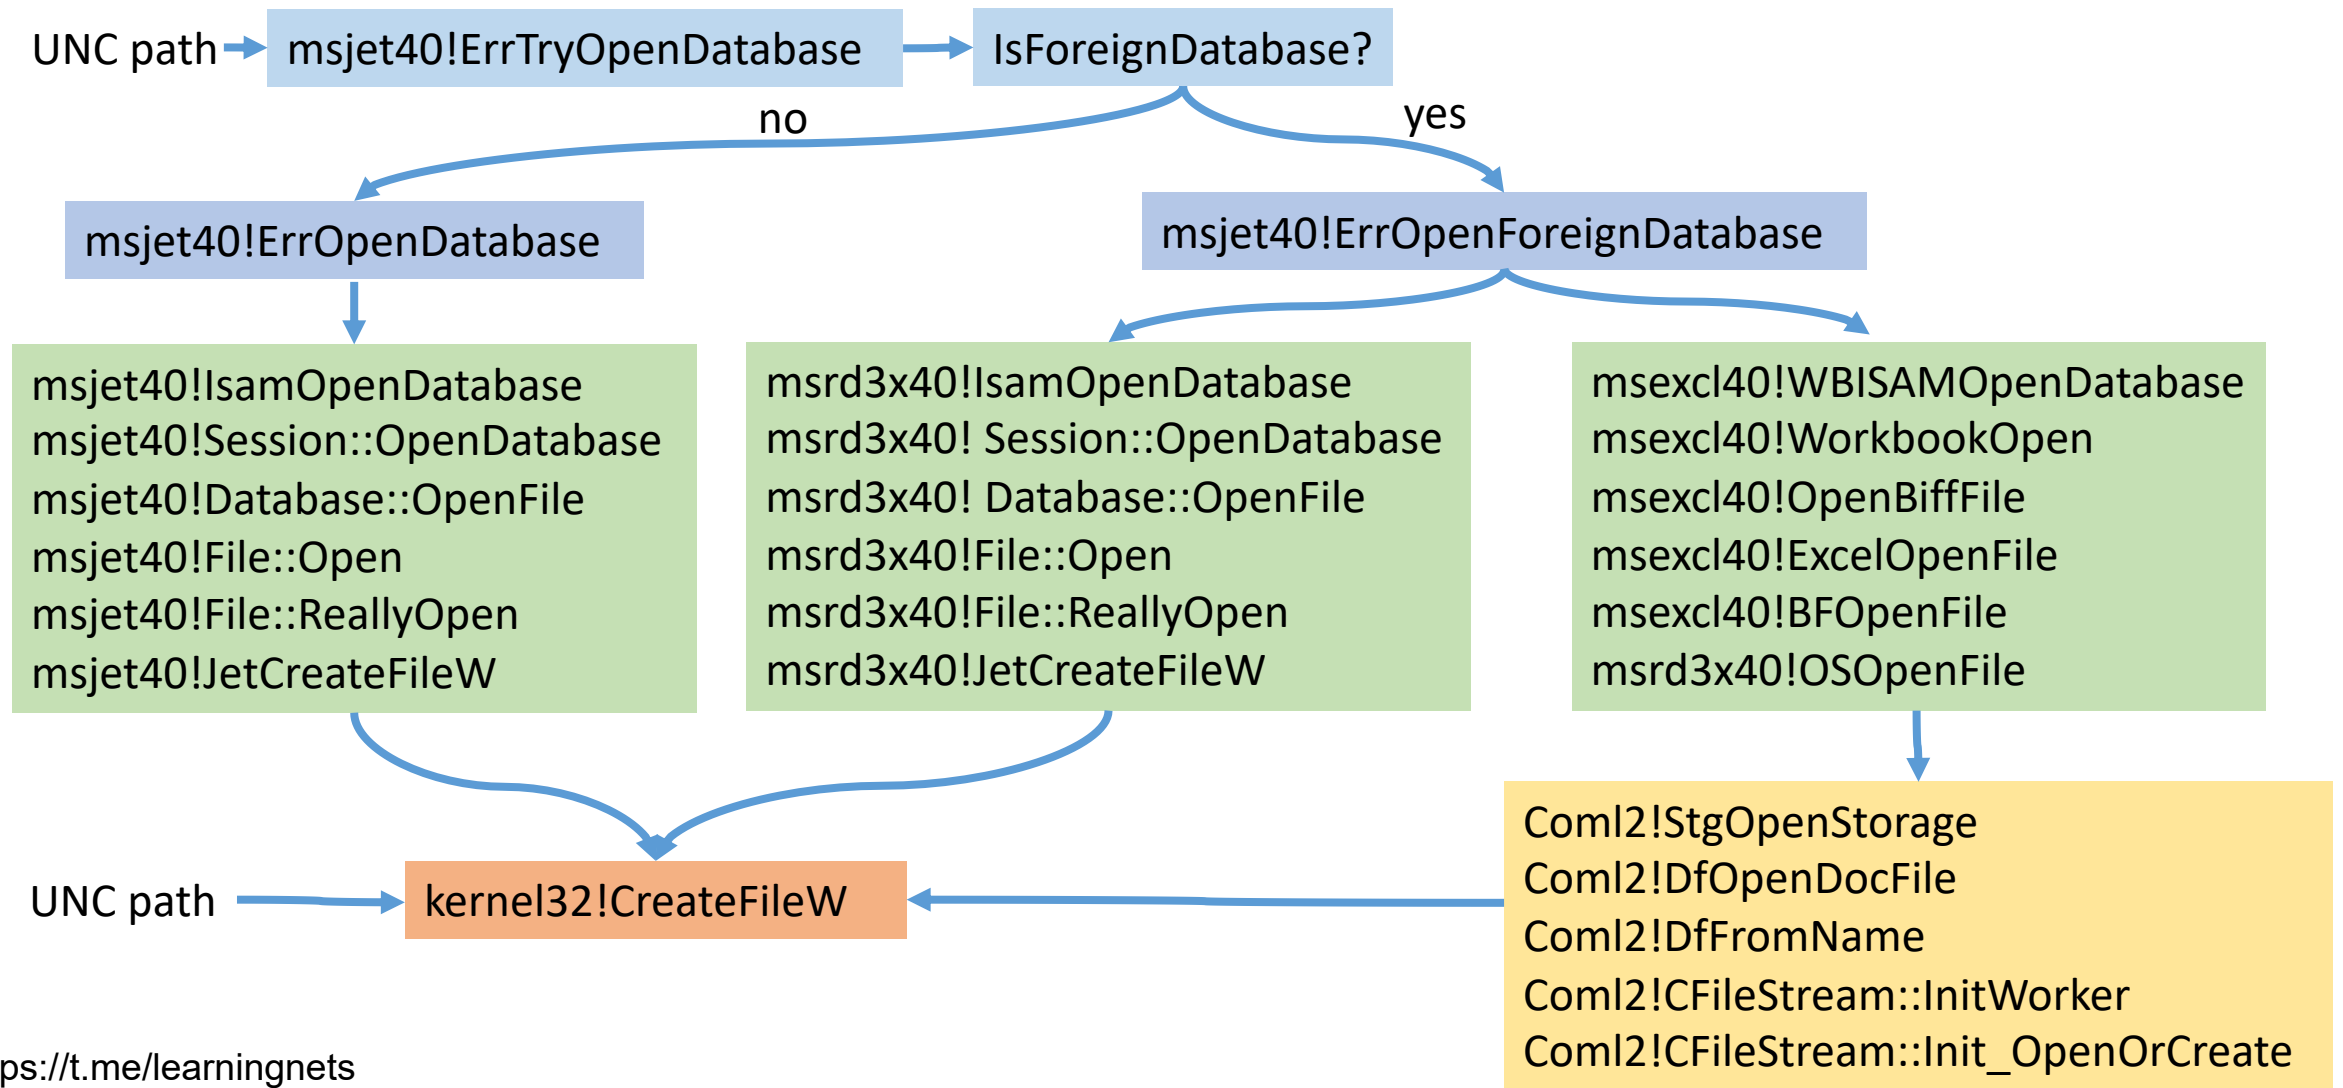 UNC path
msjet40!ErrTryOpenDatabase
IsForeignDatabase?
no
yes
msjet40!ErrOpenDatabase
msjet40!ErrOpenForeignDatabase
msjet40!IsamOpenDatabase
msjet40!Session::OpenDatabase
msjet40!Database::OpenFile
msjet40!File::Open
msjet40!File::ReallyOpen
msjet40!JetCreateFileW
msrd3x40!IsamOpenDatabase
msrd3x40! Session::OpenDatabase
msrd3x40! Database::OpenFile
msrd3x40!File::Open
msrd3x40!File::ReallyOpen
msrd3x40!JetCreateFileW
msexcl40!WBISAMOpenDatabase
msexcl40!WorkbookOpen
msexcl40!OpenBiffFile
msexcl40!ExcelOpenFile
msexcl40!BFOpenFile
msrd3x40!OSOpenFile
UNC path
kernel32!CreateFileW
Coml2!StgOpenStorage
Coml2!DfOpenDocFile
Coml2!DfFromName
Coml2!CFileStream::InitWorker
Coml2!CFileStream::Init_OpenOrCreate
ps://t.me/learningnets